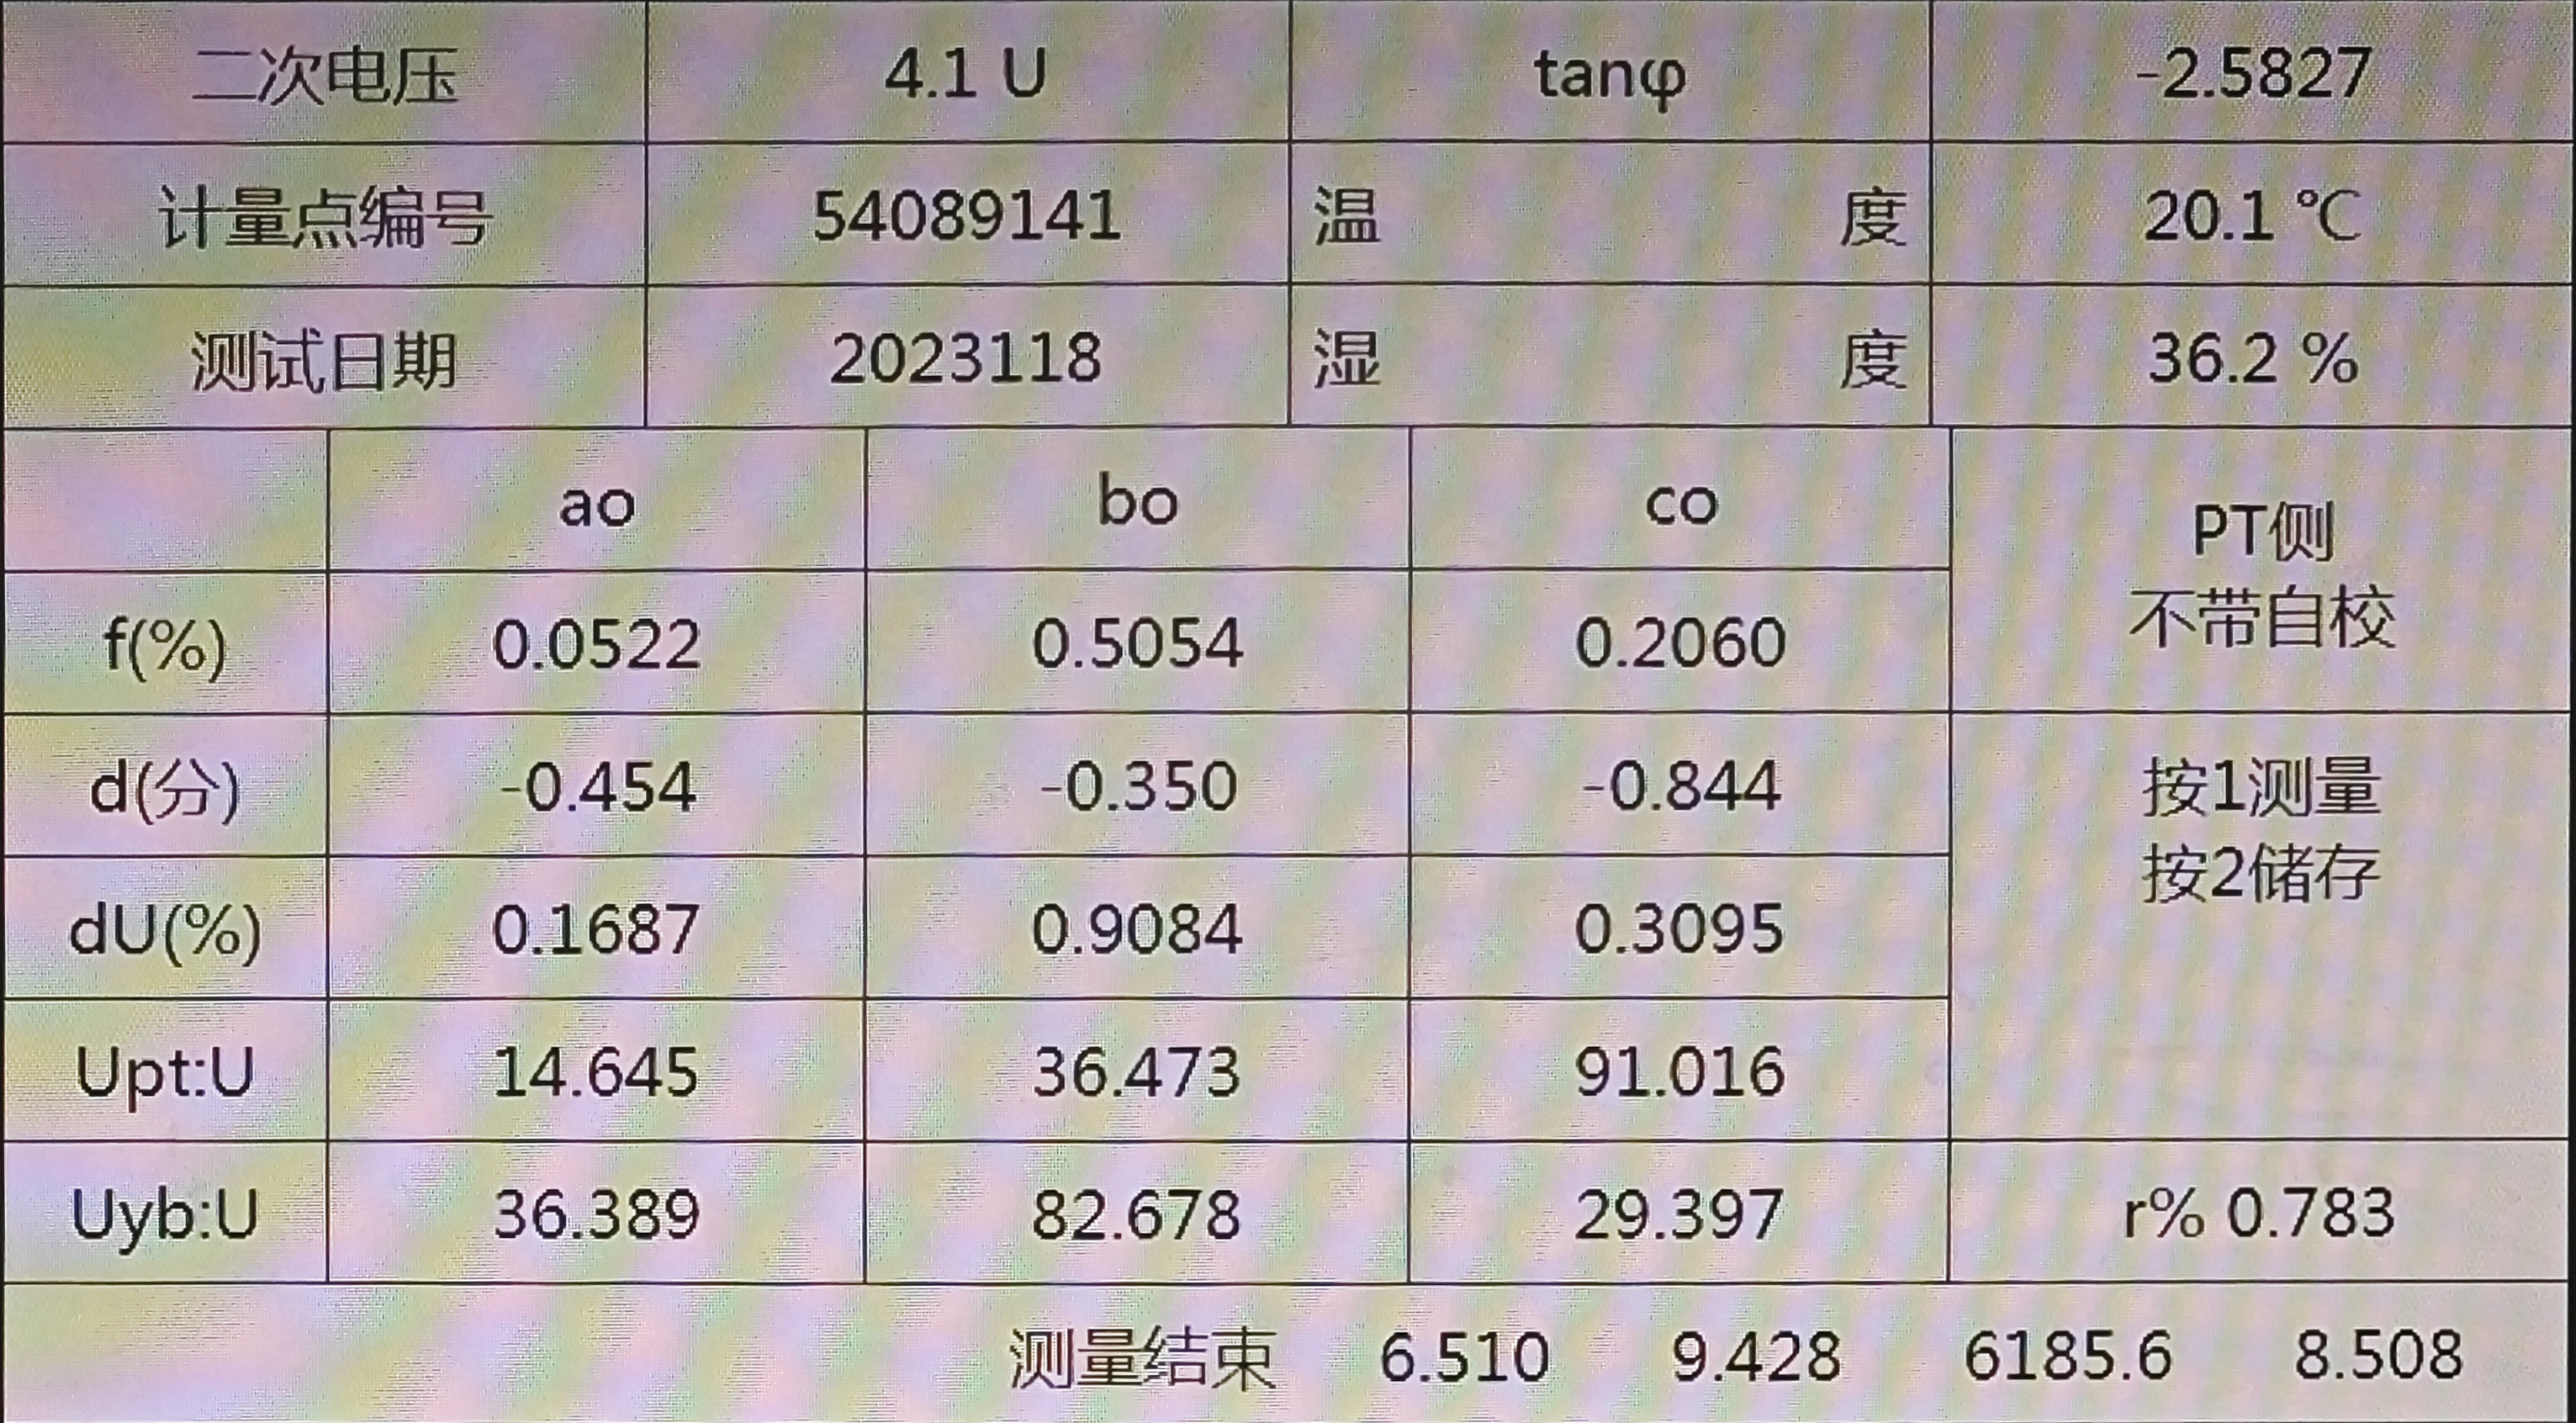 二次电压 4.1 U tanφ -2.5827
计量点编号 54089141 温 度 20.1 ℃
测试日期 2023118 湿 度 36.2 %
ao bo co
PT侧
不带自校
f(%) 0.0522 0.5054 0.2060
d(分) -0.454 -0.350 -0.844
按1测量
按2储存
dU(%) 0.1687 0.9084 0.3095
Upt:U 14.645 36.473 91.016
Uyb:U 36.389 82.678 29.397 r% 0.783
测量结束 6.510 9.428 6185.6 8.508